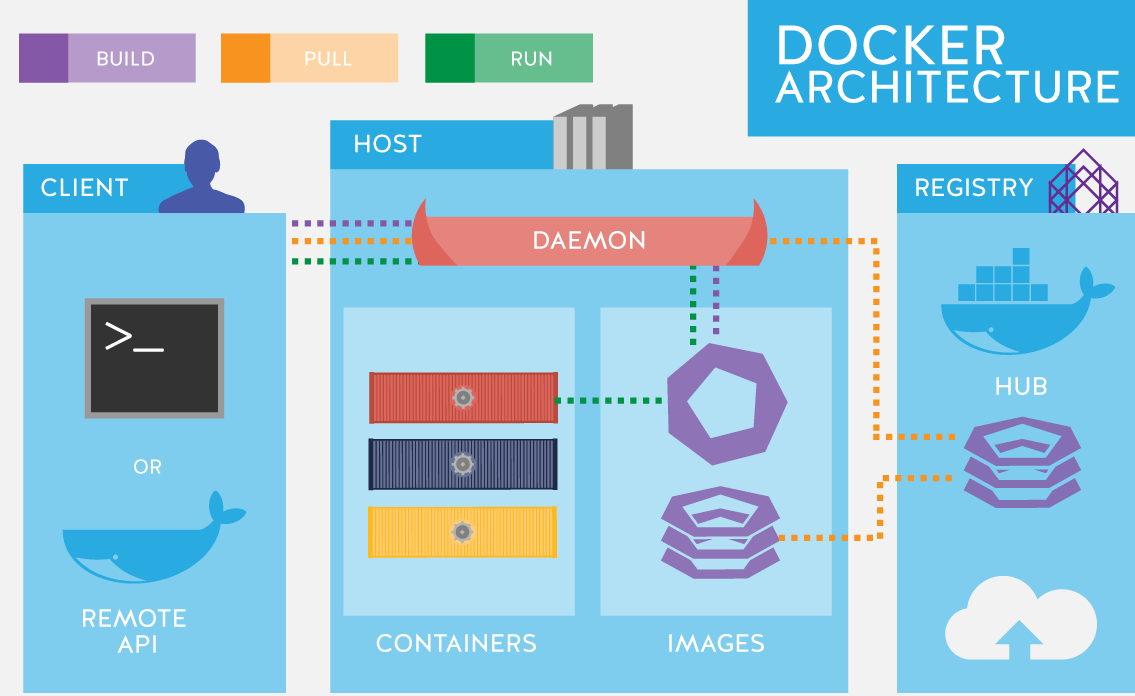 BUILD
PULL
RUN
DOCKER
ARCHITECTURE
CLIENT
HOST
REGISTRY
DAEMON
>_
OR
REMOTE
API
CONTAINERS
IMAGES
HUB